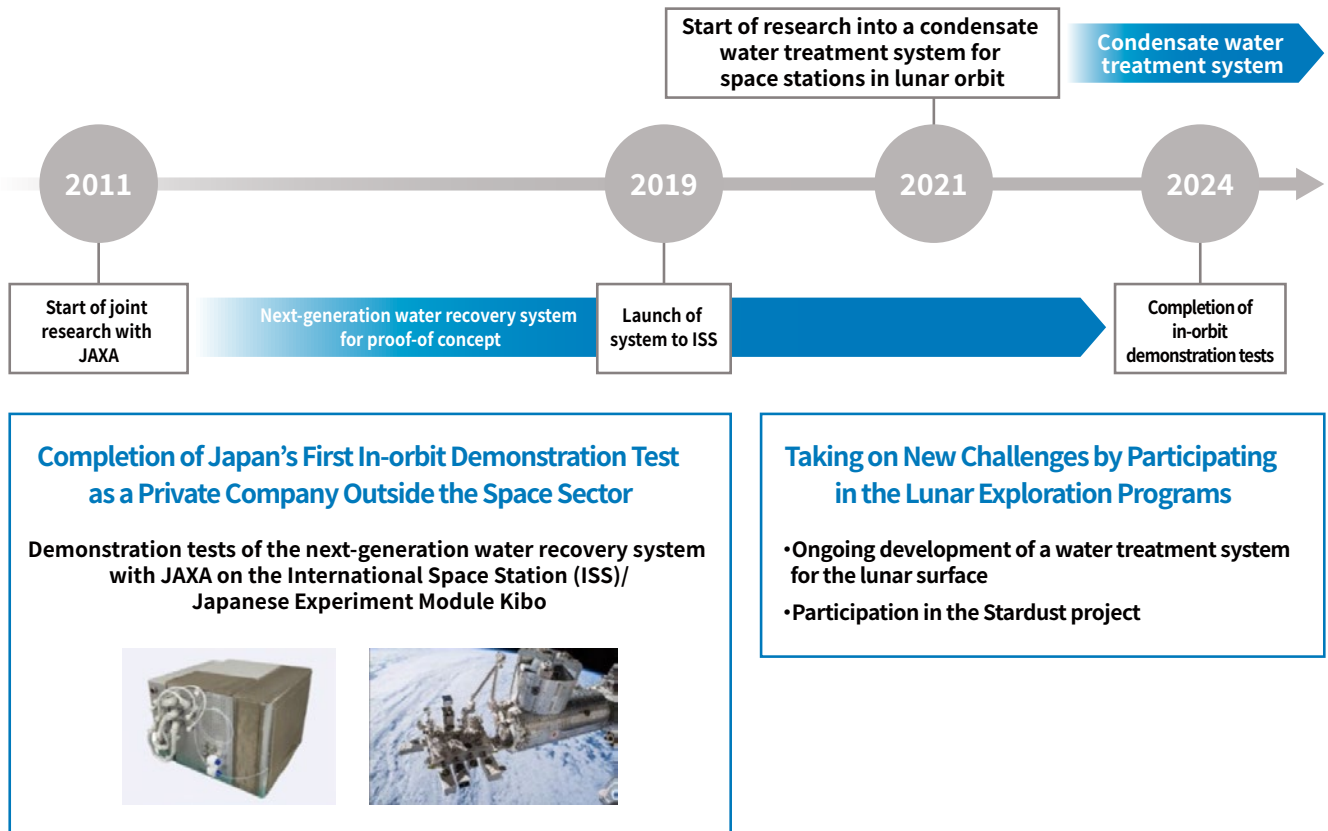 Start of research into a condensate
water treatment system for
space stations in lunar orbit
Condensate water
treatment system
2011
2019
2021
2024
Start of joint
research with
JAXA
Next-generation water recovery system
for proof-of concept
Launch of
system to ISS
Completion of
in-orbit
demonstration tests
Completion of Japan’s First In-orbit Demonstration Test
as a Private Company Outside the Space Sector
Demonstration tests of the next-generation water recovery system
with JAXA on the International Space Station (ISS)/
Japanese Experiment Module Kibo
Taking on New Challenges by Participating
in the Lunar Exploration Programs
・Ongoing development of a water treatment system
for the lunar surface
・Participation in the Stardust project